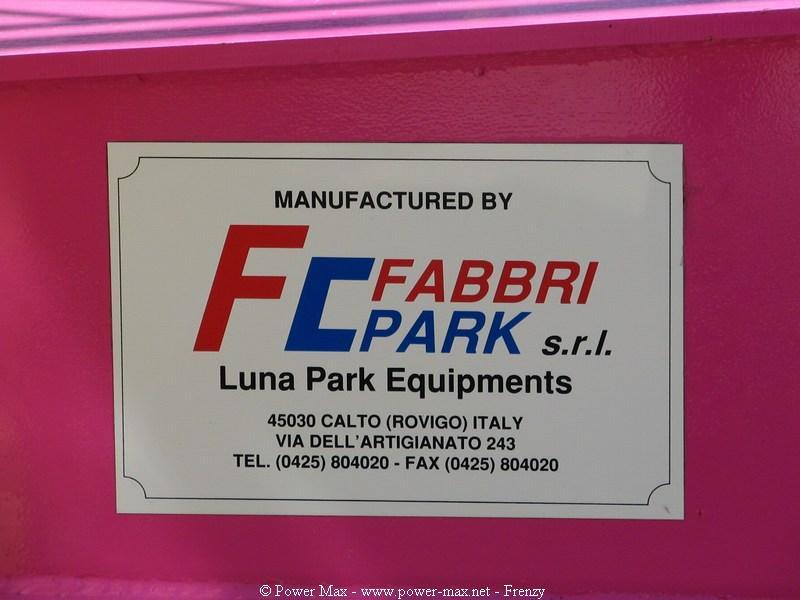 MANUFACTURED BY
FC FABBRI
PARK s.r.l.
Luna Park Equipments
45030 CALTO (ROVIGO) ITALY
VIA DELL'ARTIGIANATO 243
TEL. (0425) 804020 - FAX (0425) 804020
© Power Max - www.power-max.net - Frenzy